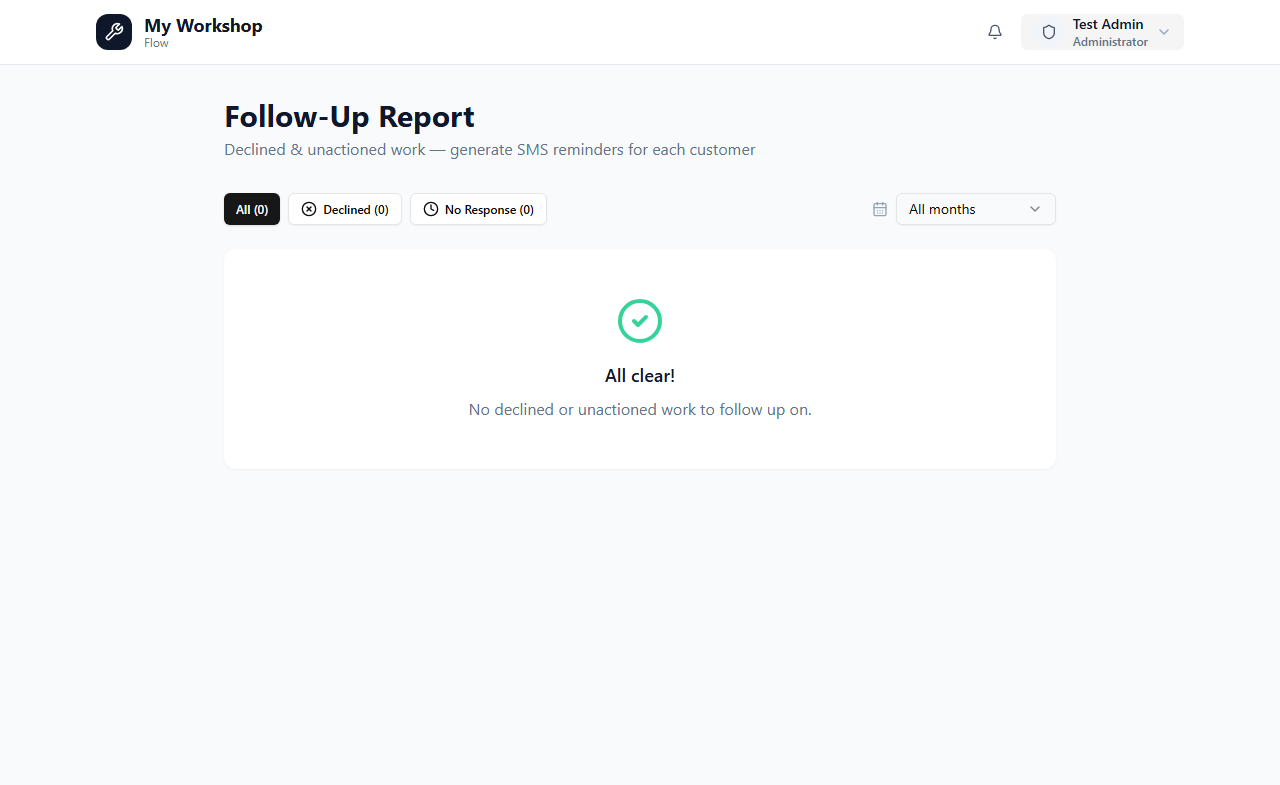 My Workshop
Flow
Test Admin
Administrator
Follow-Up Report
Declined & unactioned work — generate SMS reminders for each customer
All (0)
Declined (0)
No Response (0)
All months
All clear!
No declined or unactioned work to follow up on.